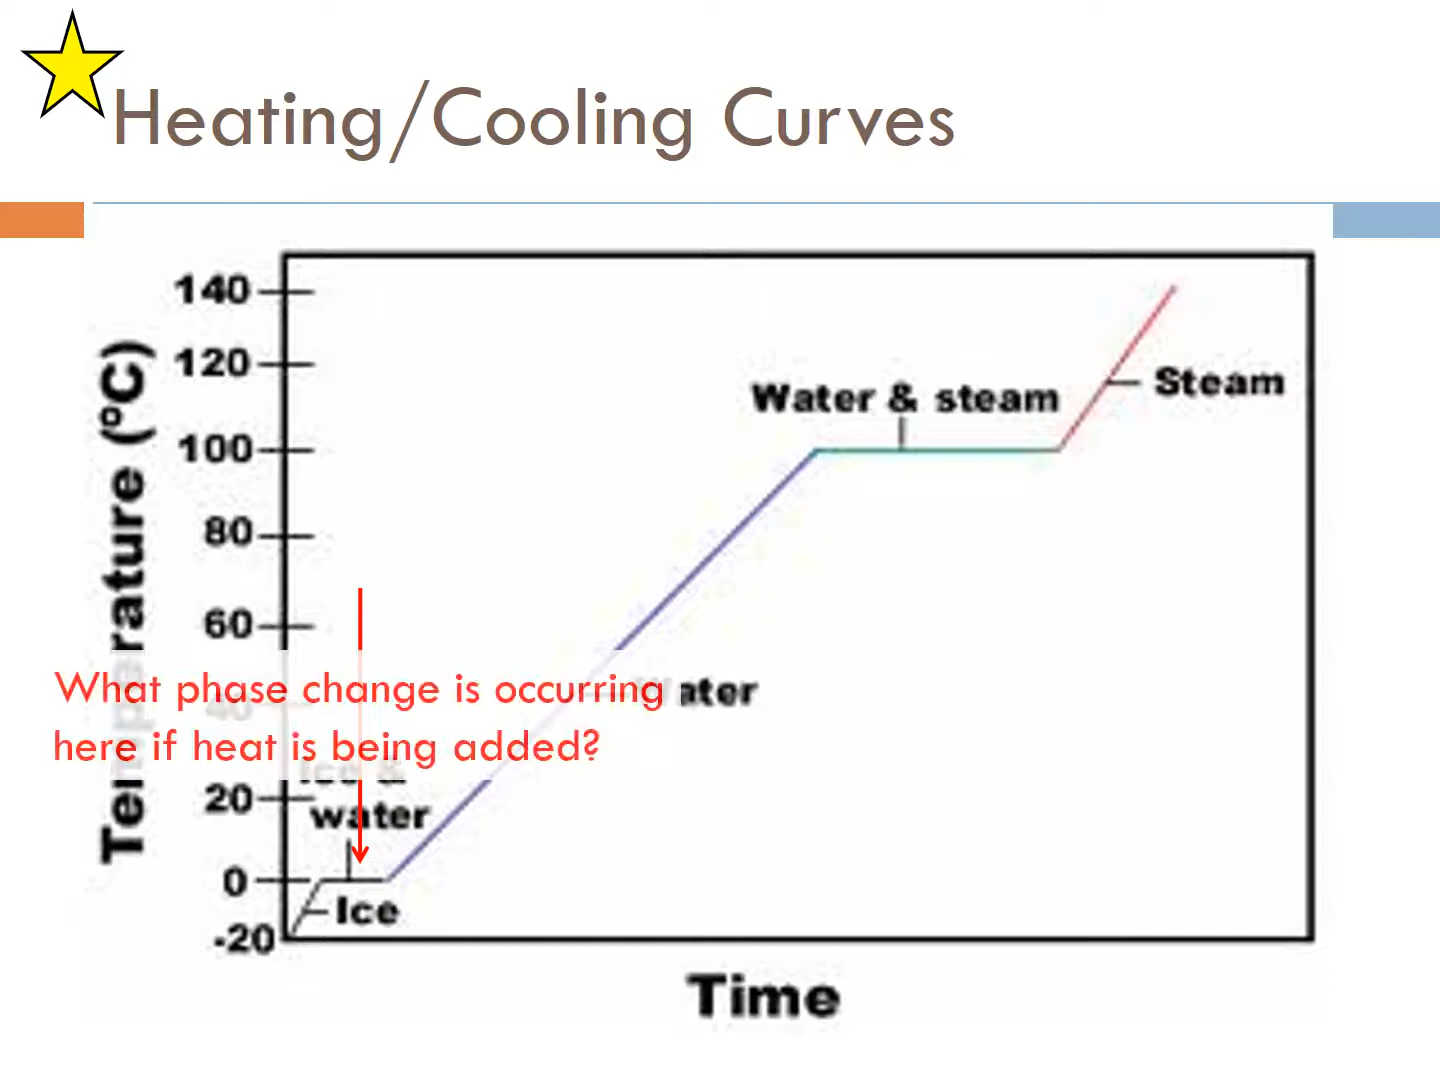 Heating/Cooling Curves
Temperature (ºC)
140
120
100
80
60
40
20
0
-20
Water & steam
Steam
What phase change is occurring
here if heat is being added?
ater
Ice &
water
Ice
Time